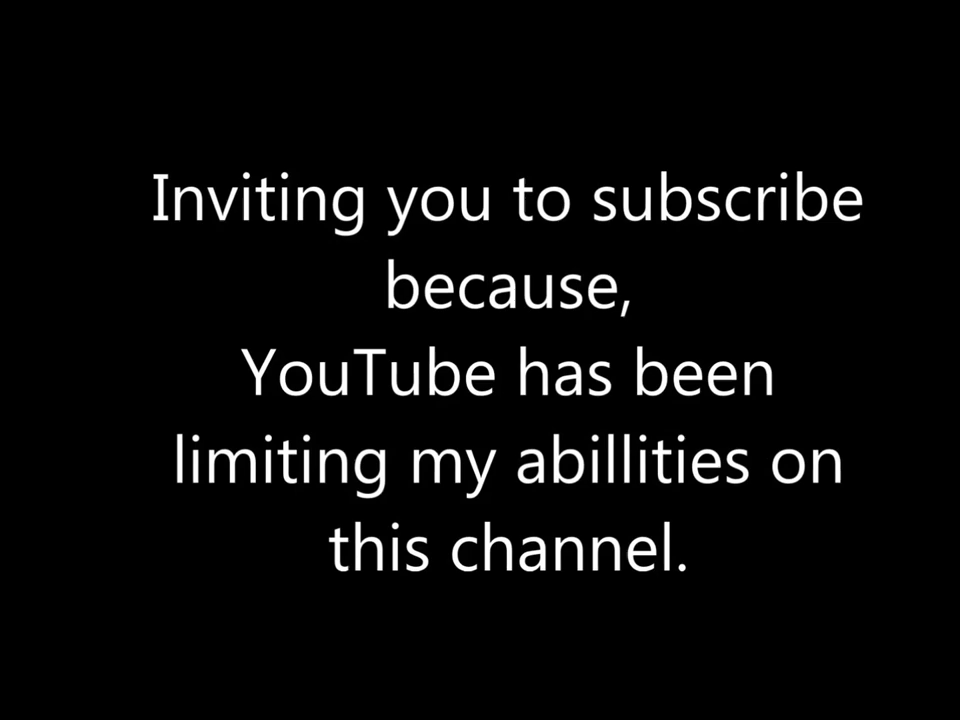 Inviting you to subscribe
because,
YouTube has been
limiting my abillities on
this channel.